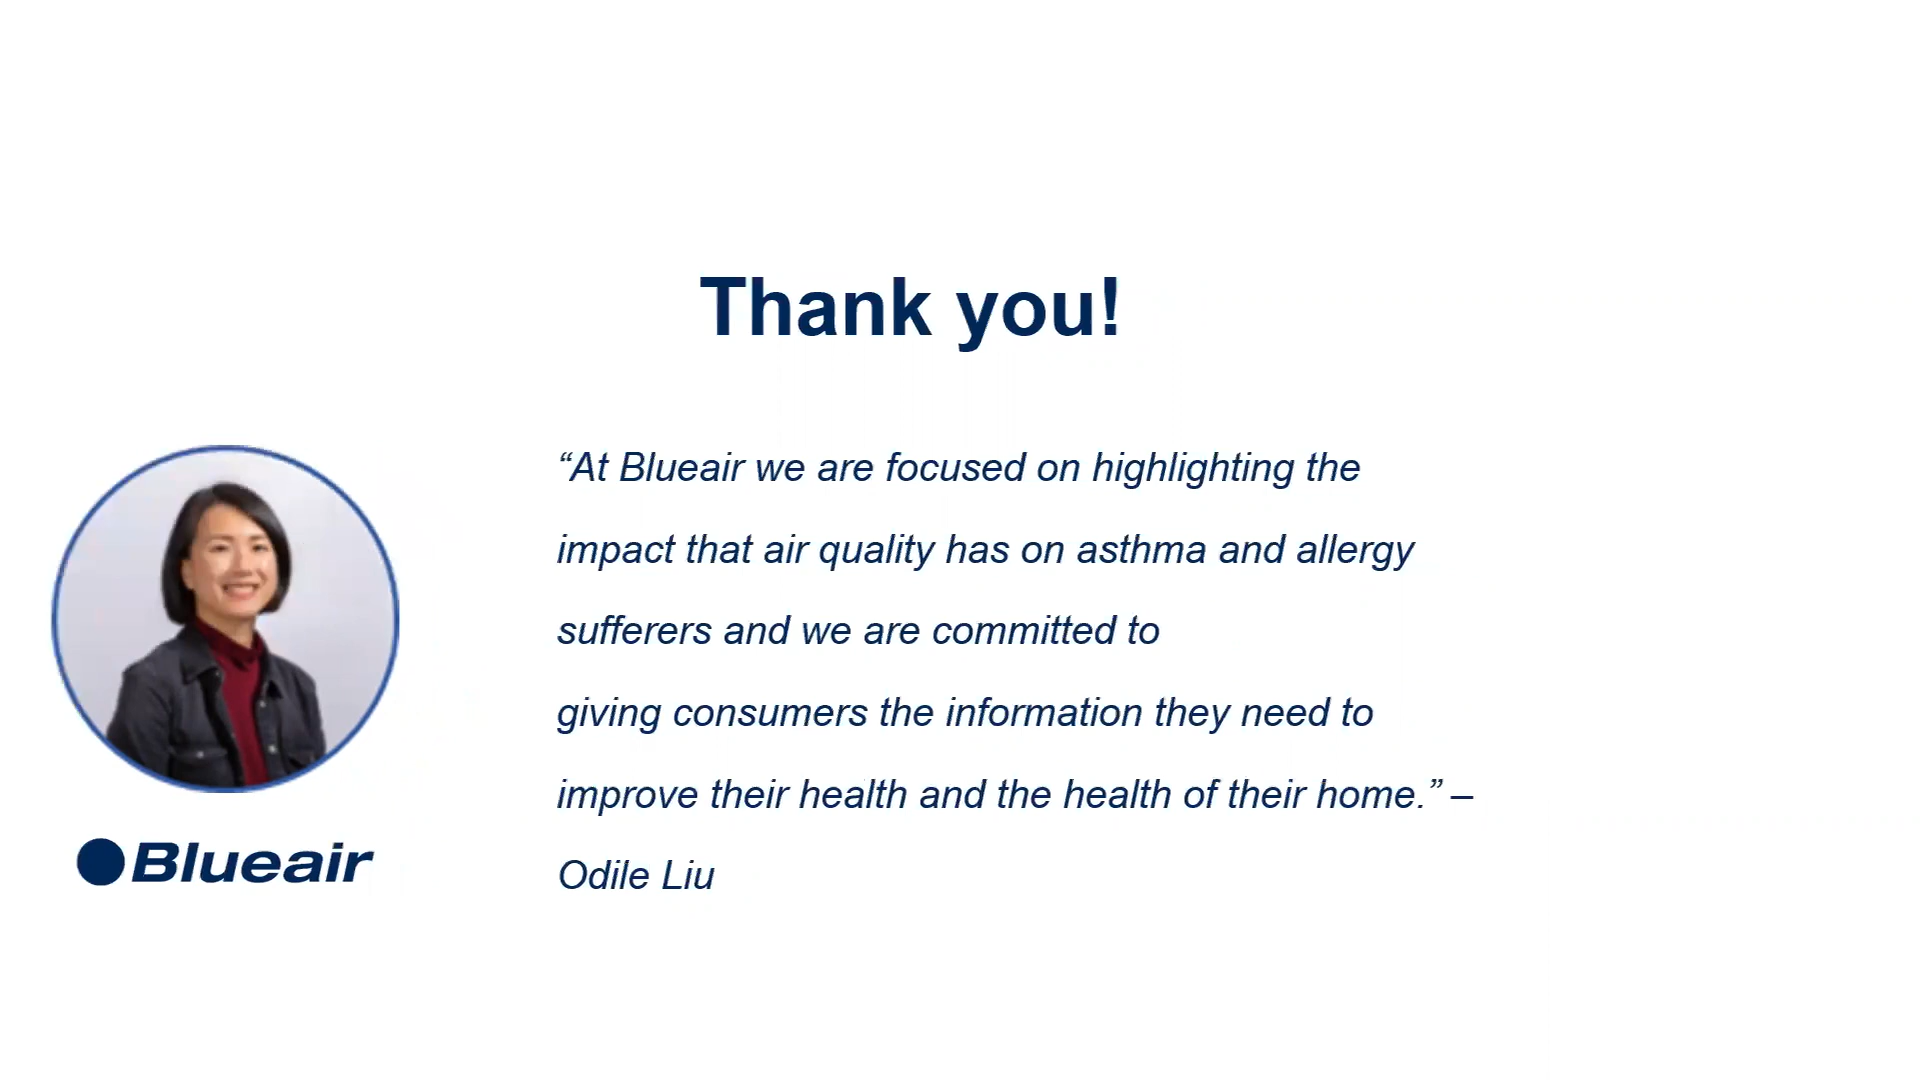 Thank you!
“At Blueair we are focused on highlighting the
impact that air quality has on asthma and allergy
sufferers and we are committed to
giving consumers the information they need to
improve their health and the health of their home.” –
Odile Liu
Blueair